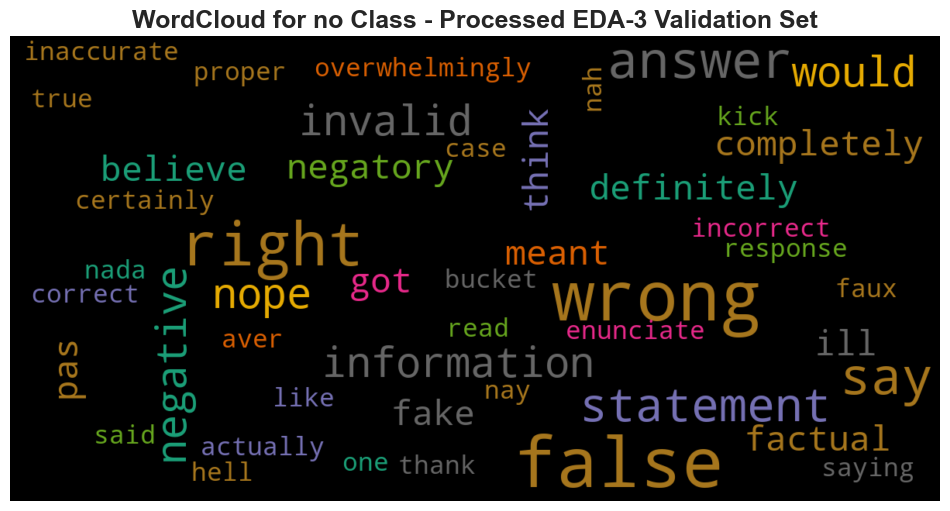 WordCloud for no Class - Processed EDA-3 Validation Set
inaccurate
proper
overwhelmingly
nah
answer
would
true
invalid
kick
case
think
completely
believe
negatory
definitely
certainly
right
meant
incorrect
response
nada
correct
negative
nope
got
bucket
wrong
faux
aver
read
enunciate
pas
information
ill
say
like
nay
fake
statement
said
actually
false
factual
hell
one
thank
saying